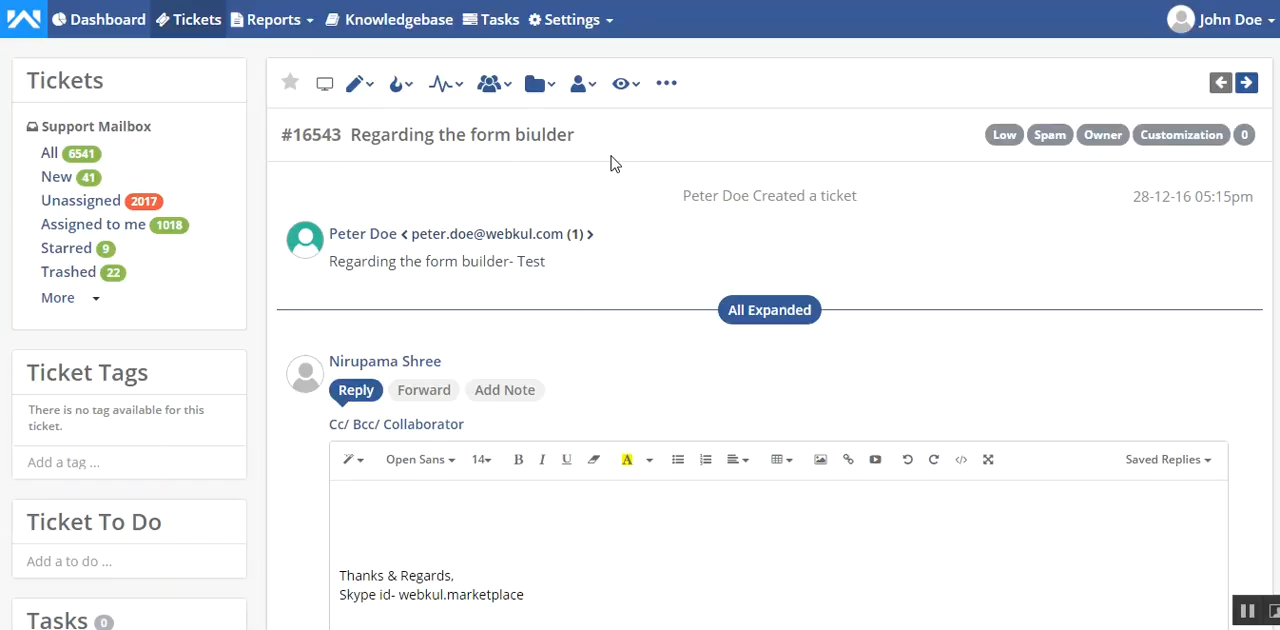 Dashboard Tickets Reports Knowledgebase Tasks Settings John Doe
Tickets
Support Mailbox
All 6541
New 41
Unassigned 2017
Assigned to me 1018
Starred 9
Trashed 22
More
Ticket Tags
There is no tag available for this
ticket.
Add a tag ...
Ticket To Do
Add a to do ...
Tasks 0
#16543 Regarding the form biulder
Low Spam Owner Customization 0
Peter Doe Created a ticket 28-12-16 05:15pm
Peter Doe < peter.doe@webkul.com (1) >
Regarding the form builder- Test
All Expanded
Nirupama Shree
Reply Forward Add Note
Cc/ Bcc/ Collaborator
Open Sans 14 B I U A Saved Replies
Thanks & Regards,
Skype id- webkul.marketplace